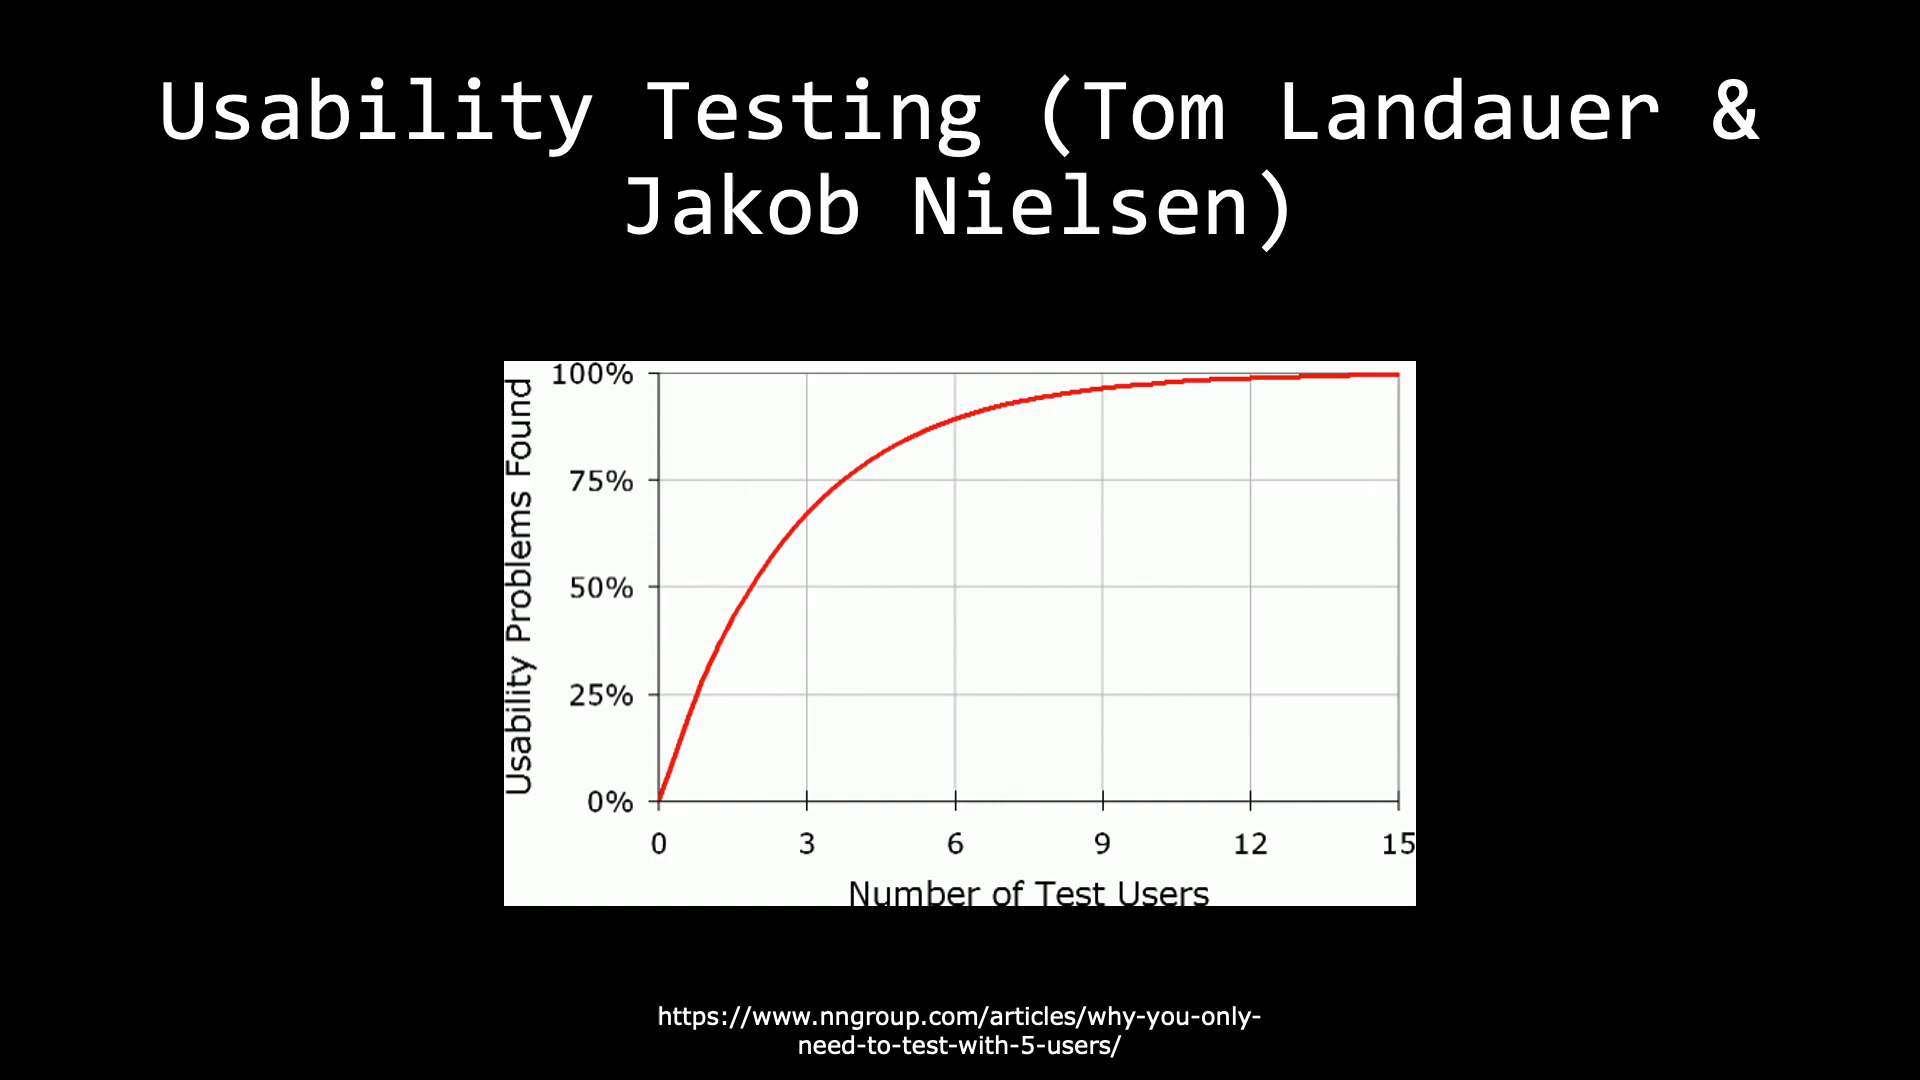 Usability Testing (Tom Landauer &
Jakob Nielsen)
Usability Problems Found
100%
75%
50%
25%
0%
0 3 6 9 12 15
Number of Test Users
https://www.nngroup.com/articles/why-you-only-
need-to-test-with-5-users/